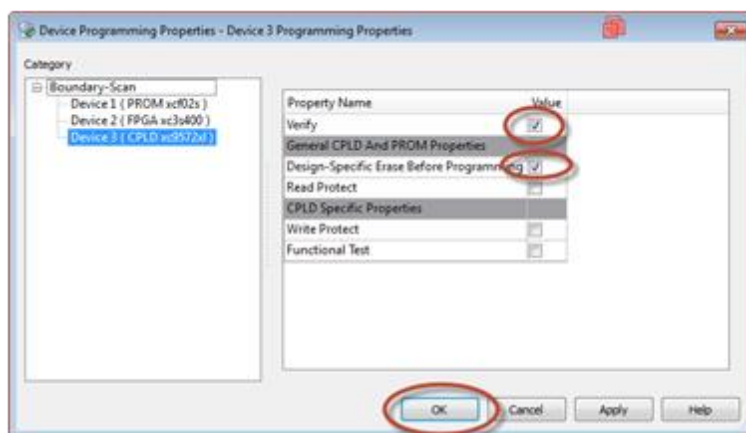 Device Programming Properties - Device 3 Programming Properties
Category
Boundary-Scan
Device 1 ( PROM xcf02s )
Device 2 ( FPGA xc3s400 )
Device 3 ( CPLD xc9572xl )
Property Name Value
Verify
General CPLD And PROM Properties
Design-Specific Erase Before Programming
Read Protect
CPLD Specific Properties
Write Protect
Functional Test
OK Cancel Apply Help